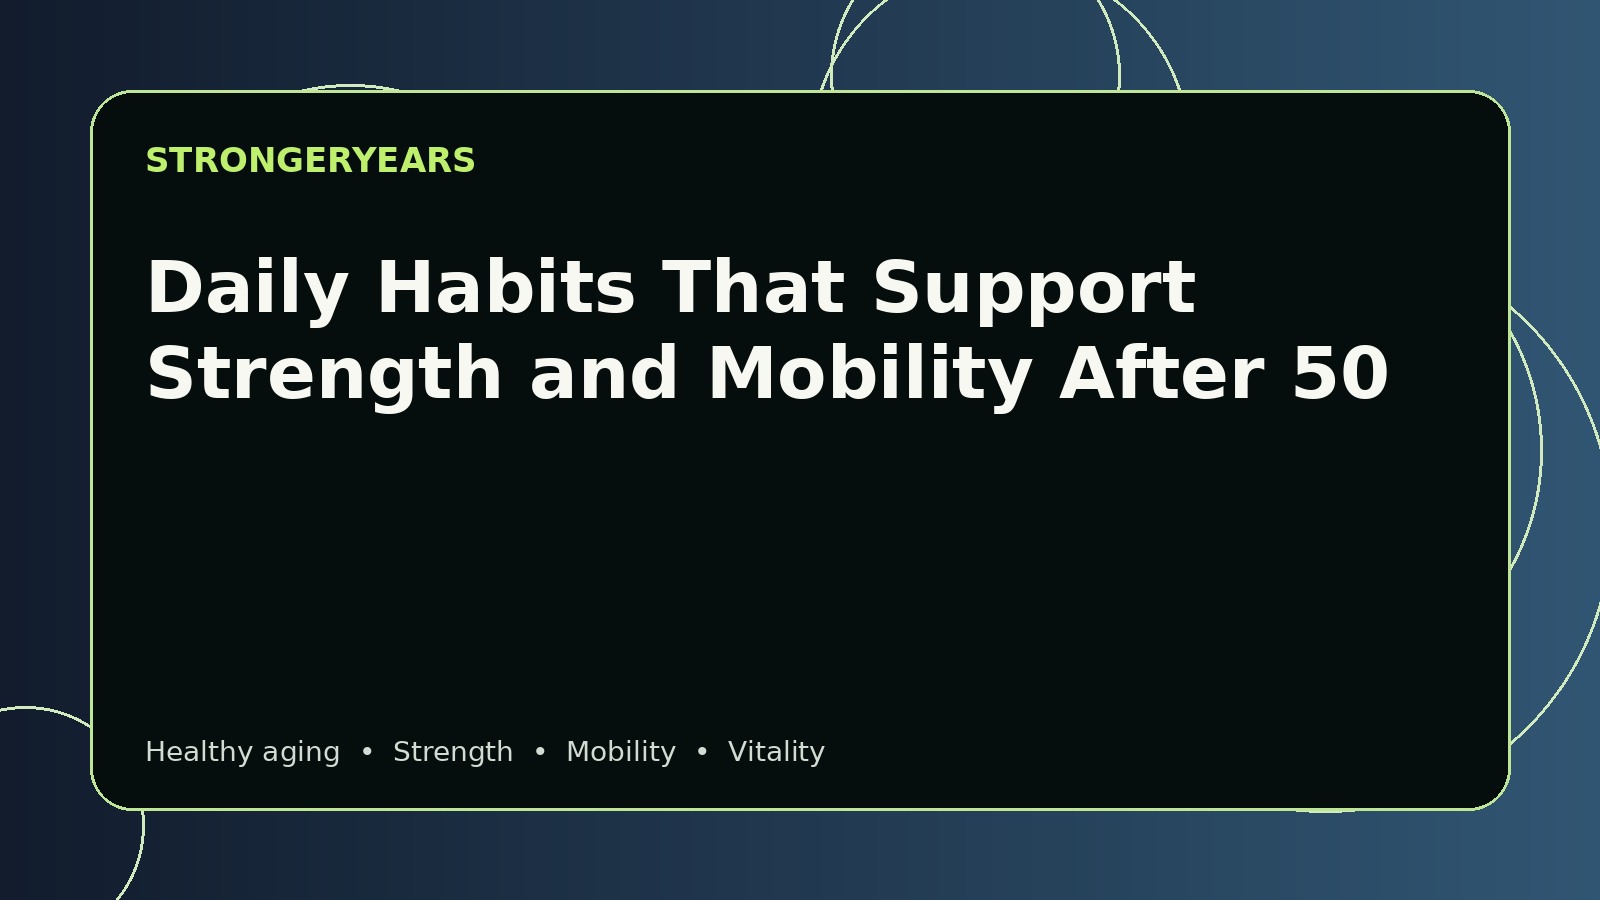 STRONGERYEARS
Daily Habits That Support
Strength and Mobility After 50
Healthy aging • Strength • Mobility • Vitality